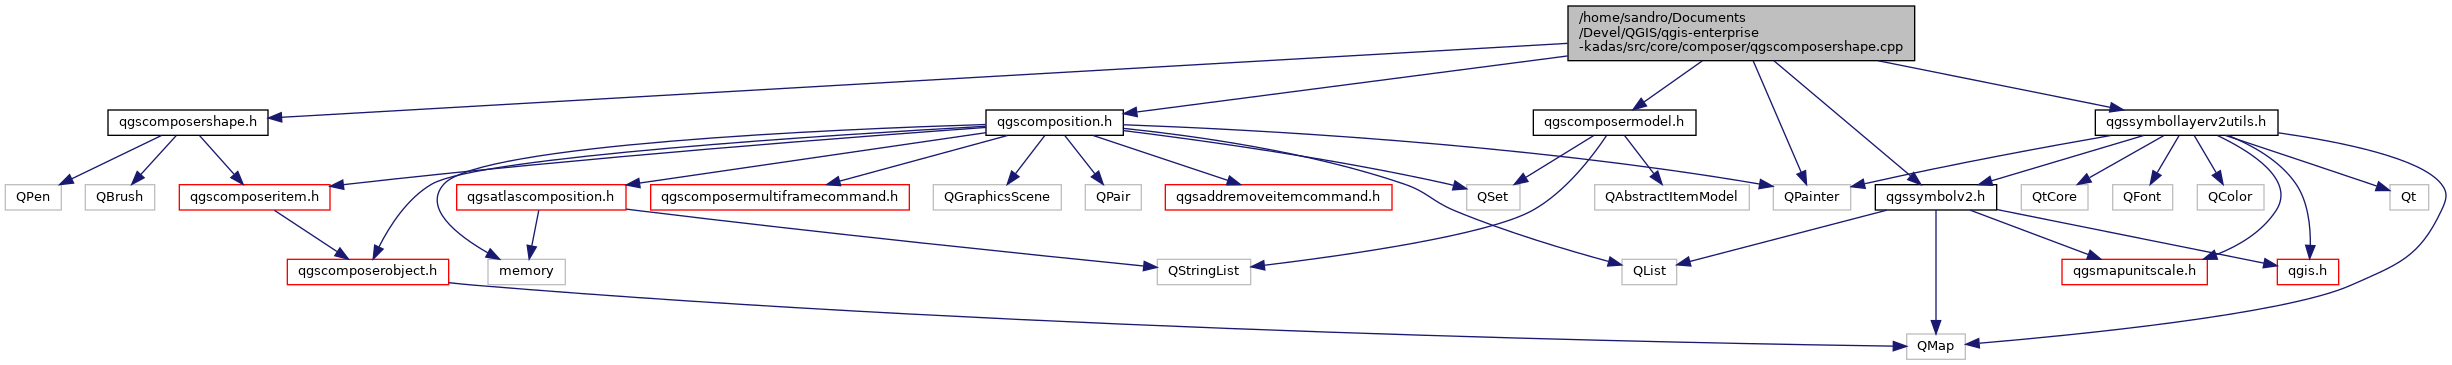 /home/sandro/Documents
/Devel/QGIS/qgis-enterprise
-kadas/src/core/composer/qgscomposershape.cpp
qgscomposershape.h
qgscomposition.h
qgscomposermodel.h
qgssymbollayerv2utils.h
QPen
QBrush
qgscomposeritem.h
qgsatlascomposition.h
qgscomposermultiframecommand.h
QGraphicsScene
QPair
qgsaddremoveitemcommand.h
QSet
QAbstractItemModel
QPainter
qgssymbolv2.h
QtCore
QFont
QColor
Qt
qgscomposerobject.h
memory
QStringList
QList
qgsmapunitscale.h
qgis.h
QMap